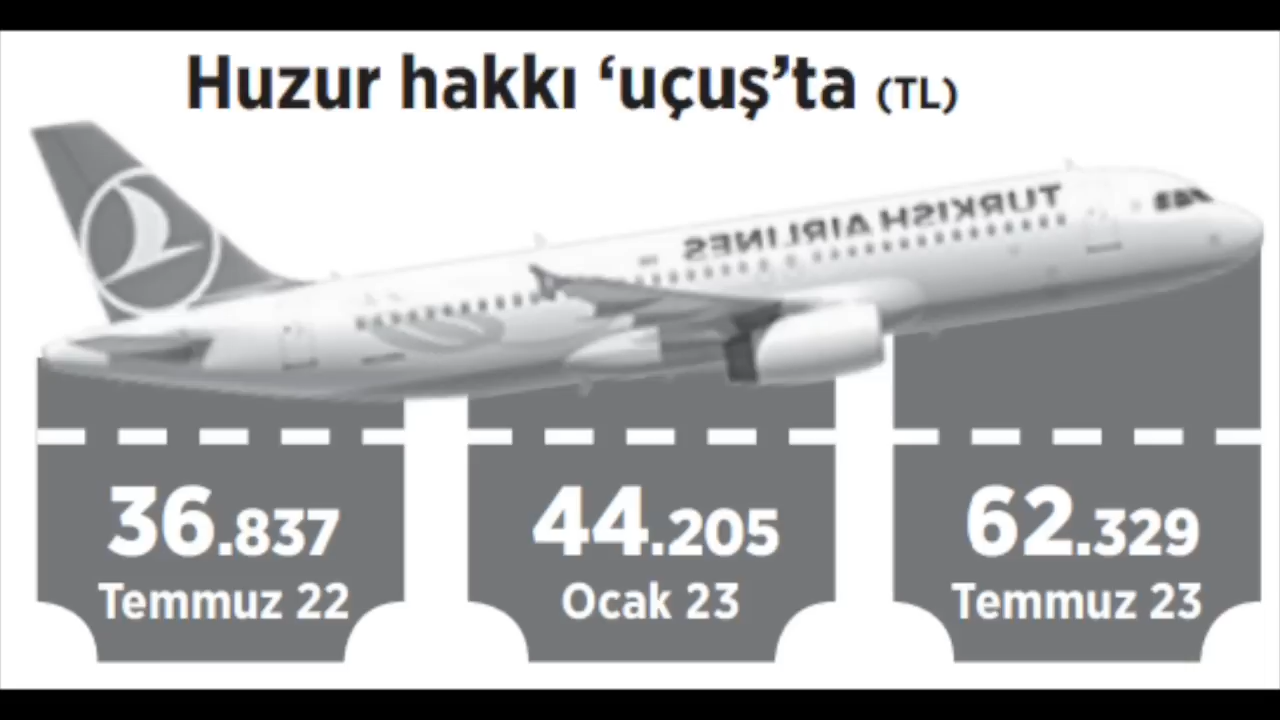 Huzur hakkı ‘uçuş’ta (TL)
TURKISH AIRLINES
36.837
Temmuz 22
44.205
Ocak 23
62.329
Temmuz 23